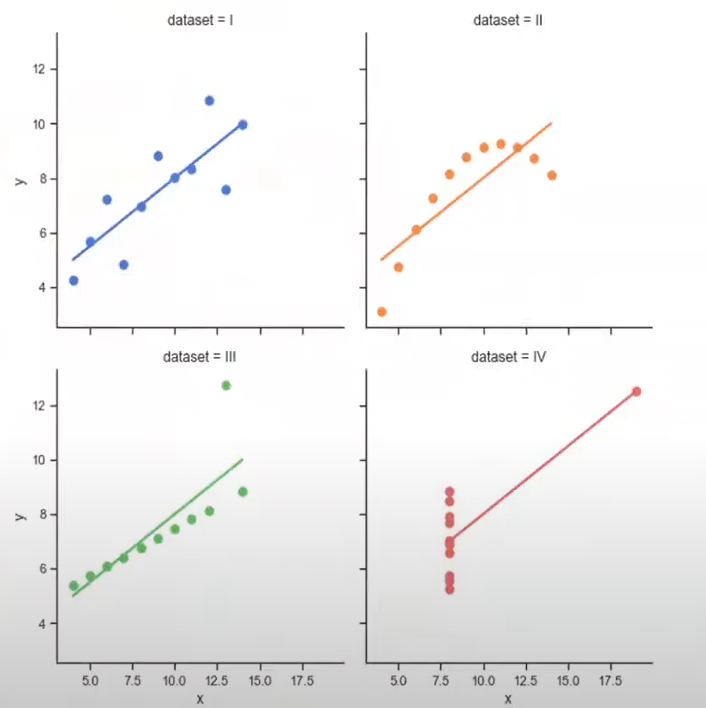 dataset = I
dataset = II
12
10
8
6
4
y
dataset = III
dataset = IV
12
10
8
6
4
y
5.0 7.5 10.0 12.5 15.0 17.5
5.0 7.5 10.0 12.5 15.0 17.5
x
x